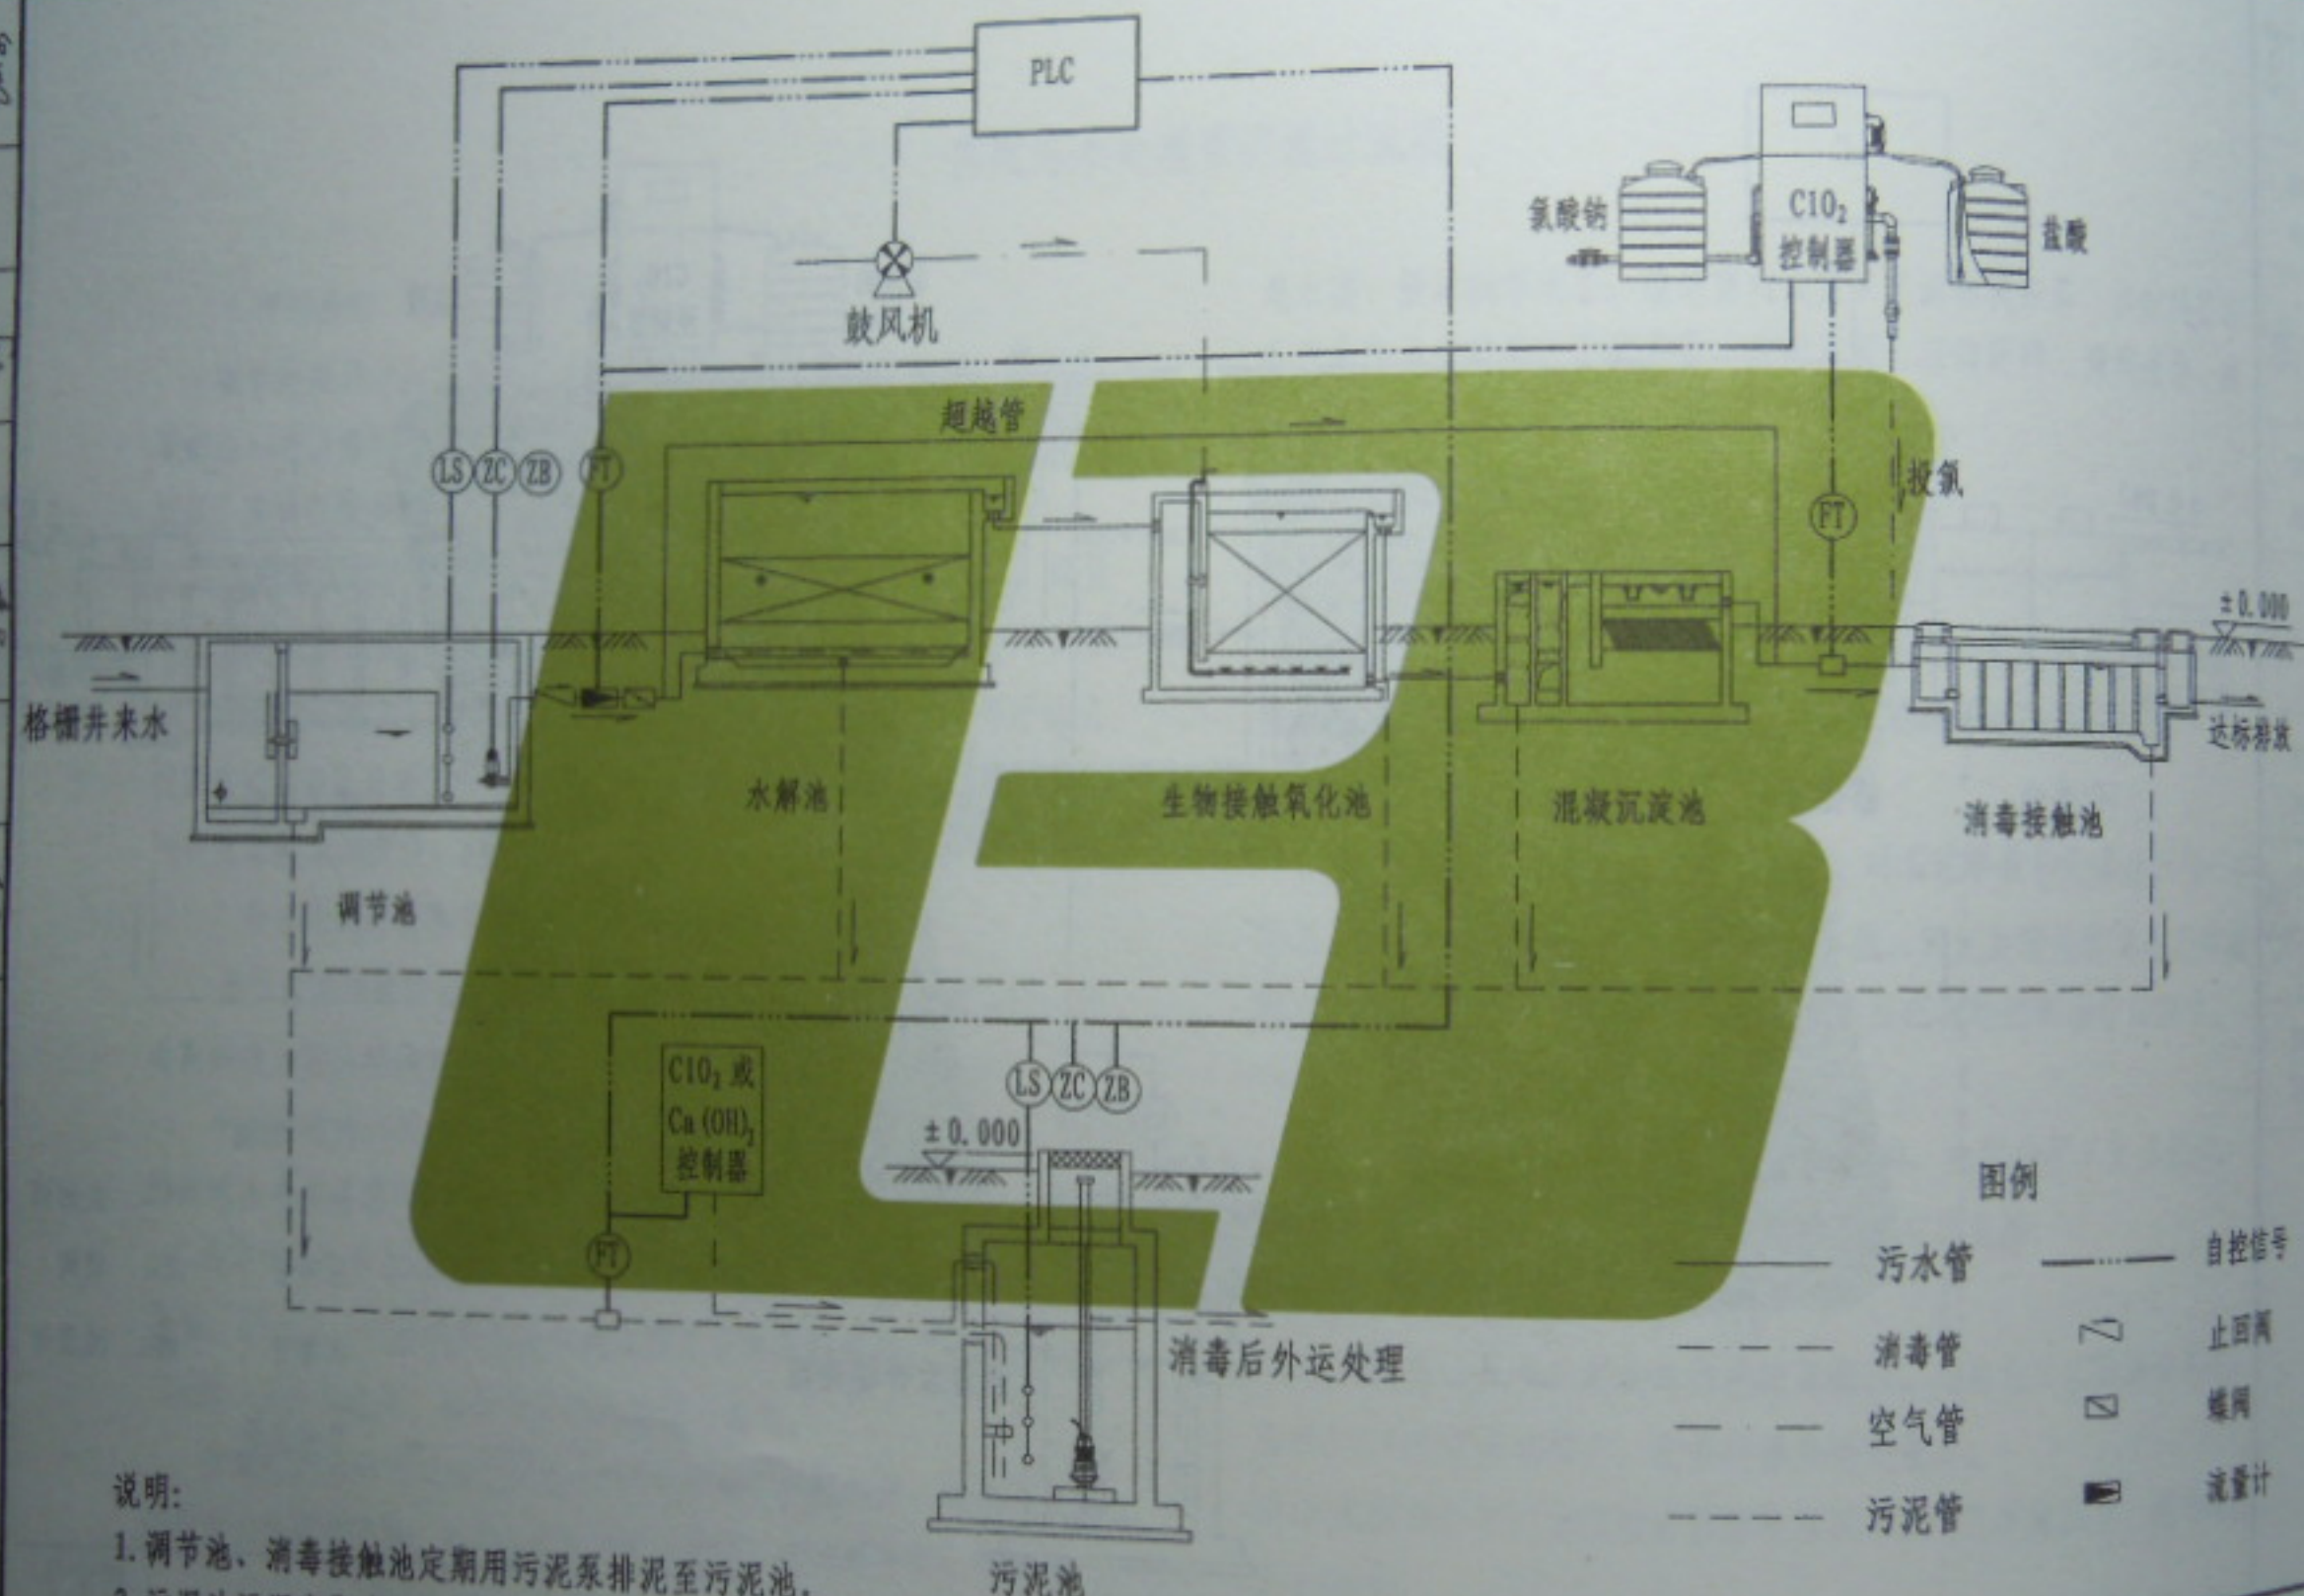 PLC
氯酸钠
ClO₂
控制器
盐酸
鼓风机
超越管
LS ZC ZB FT
投氯
FT
±0.000
格栅井来水
达标排放
水解池
生物接触氧化池
混凝沉淀池
消毒接触池
调节池
ClO₂ 或
Ca(OH)₂
控制器
LS ZC ZB
±0.000
FT
消毒后外运处理
图例
污水管
自控信号
消毒管
止回阀
空气管
蝶阀
污泥管
流量计
说明:
1.调节池、消毒接触池定期用污泥泵排泥至污泥池。
污泥池